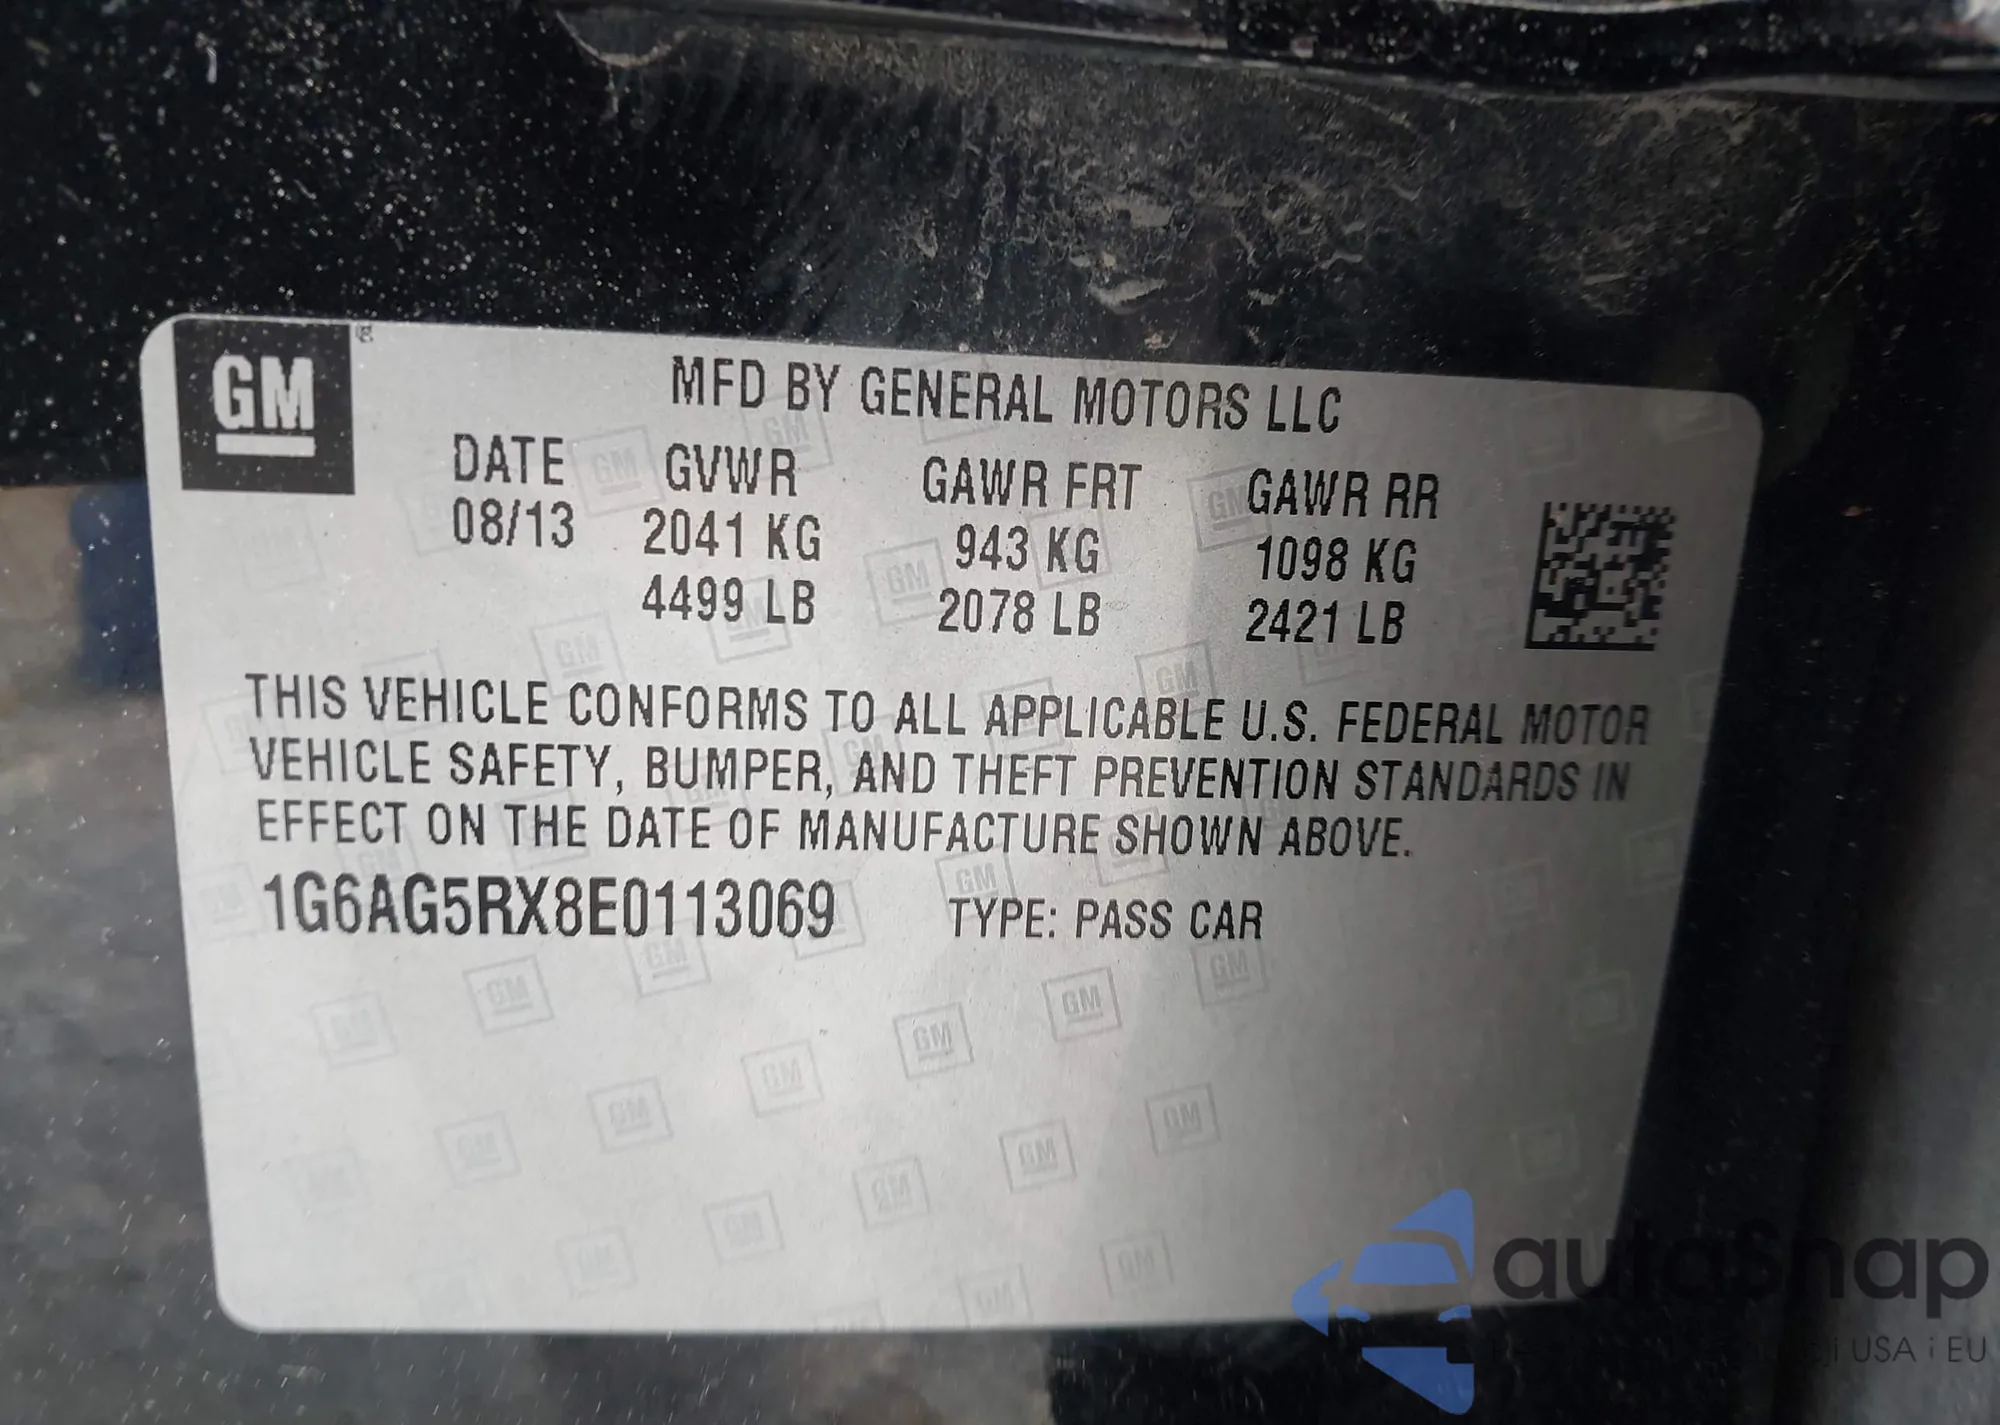 GM
MFD BY GENERAL MOTORS LLC
DATE GVWR GAWR FRT GAWR RR
08/13 2041 KG 943 KG 1098 KG
4499 LB 2078 LB 2421 LB
THIS VEHICLE CONFORMS TO ALL APPLICABLE U.S. FEDERAL MOTOR
VEHICLE SAFETY, BUMPER, AND THEFT PREVENTION STANDARDS IN
EFFECT ON THE DATE OF MANUFACTURE SHOWN ABOVE.
1G6AG5RX8E0113069 TYPE: PASS CAR
autaSnap
i USA i EU